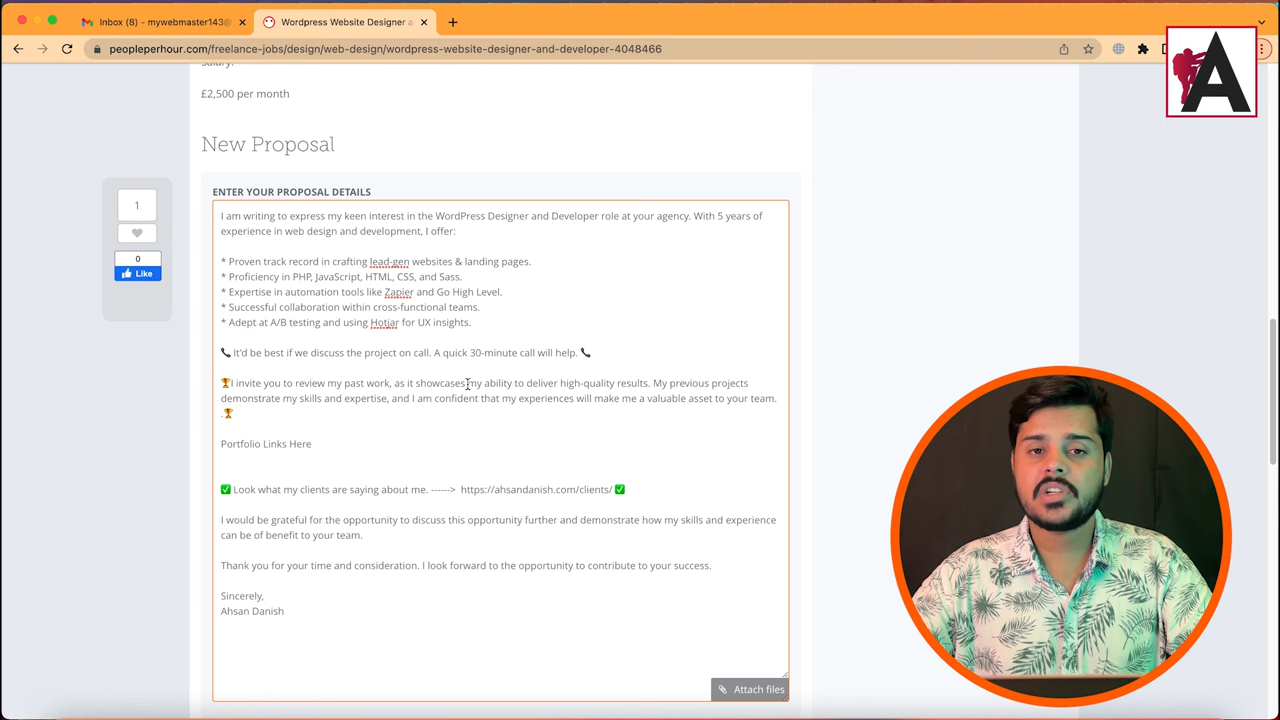 Inbox (8) - mywebmaster143@
Wordpress Website Designer a
peopleperhour.com/freelance-jobs/design/web-design/wordpress-website-designer-and-developer-4048466
salary:
£2,500 per month
New Proposal
ENTER YOUR PROPOSAL DETAILS
I am writing to express my keen interest in the WordPress Designer and Developer role at your agency. With 5 years of
experience in web design and development, I offer:
* Proven track record in crafting lead-gen websites & landing pages.
* Proficiency in PHP, JavaScript, HTML, CSS, and Sass.
* Expertise in automation tools like Zapier and Go High Level.
* Successful collaboration within cross-functional teams.
* Adept at A/B testing and using Hotjar for UX insights.
📞 It'd be best if we discuss the project on call. A quick 30-minute call will help. 📞
🏆I invite you to review my past work, as it showcases my ability to deliver high-quality results. My previous projects
demonstrate my skills and expertise, and I am confident that my experiences will make me a valuable asset to your team.
.🏆
Portfolio Links Here
✅ Look what my clients are saying about me. ------> https://ahsandanish.com/clients/ ✅
I would be grateful for the opportunity to discuss this opportunity further and demonstrate how my skills and experience
can be of benefit to your team.
Thank you for your time and consideration. I look forward to the opportunity to contribute to your success.
Sincerely,
Ahsan Danish
Attach files
1
0
Like
A